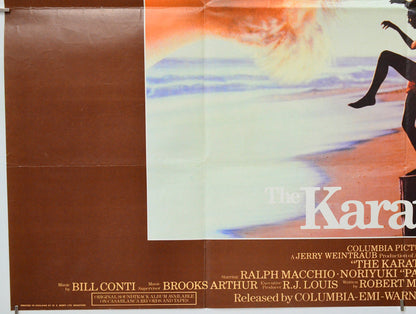 The Kara
COLUMBIA PICT
A JERRY WEINTRAUB Production of A
"THE KARAT
Starring RALPH MACCHIO · NORIYUKI "PA
Music by BILL CONTI Music Supervisor BROOKS ARTHUR Executive Producer R.J. LOUIS Written by ROBERT M
ORIGINAL SOUNDTRACK ALBUM AVAILABLE
ON CASABLANCA RECORDS AND TAPES
Released by COLUMBIA-EMI-WARN